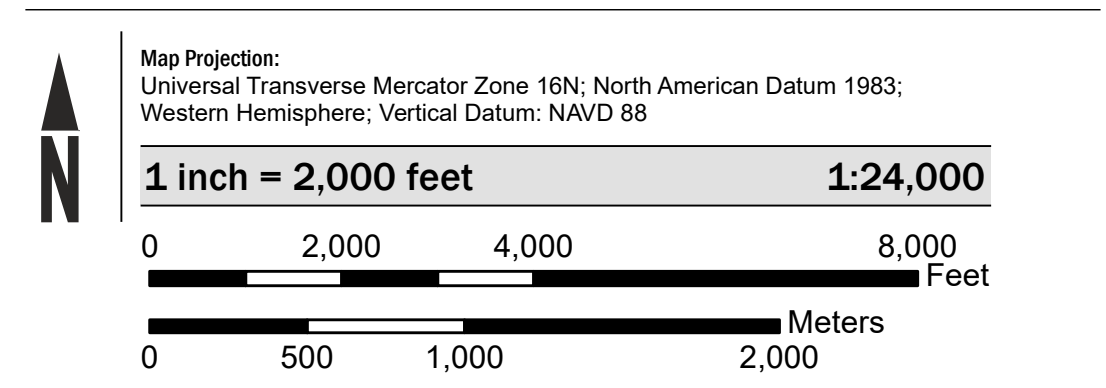 Map Projection:
Universal Transverse Mercator Zone 16N; North American Datum 1983;
Western Hemisphere; Vertical Datum: NAVD 88
N
1 inch = 2,000 feet 1:24,000
0 2,000 4,000 8,000
Feet
Meters
0 500 1,000 2,000